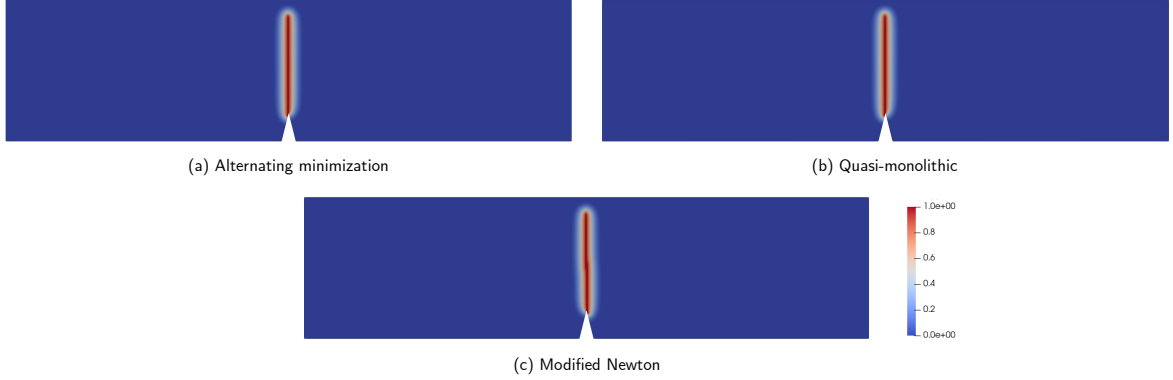 (a) Alternating minimization
(b) Quasi-monolithic
1.0e+00
0.8
0.6
0.4
0.2
0.0e+00
(c) Modified Newton